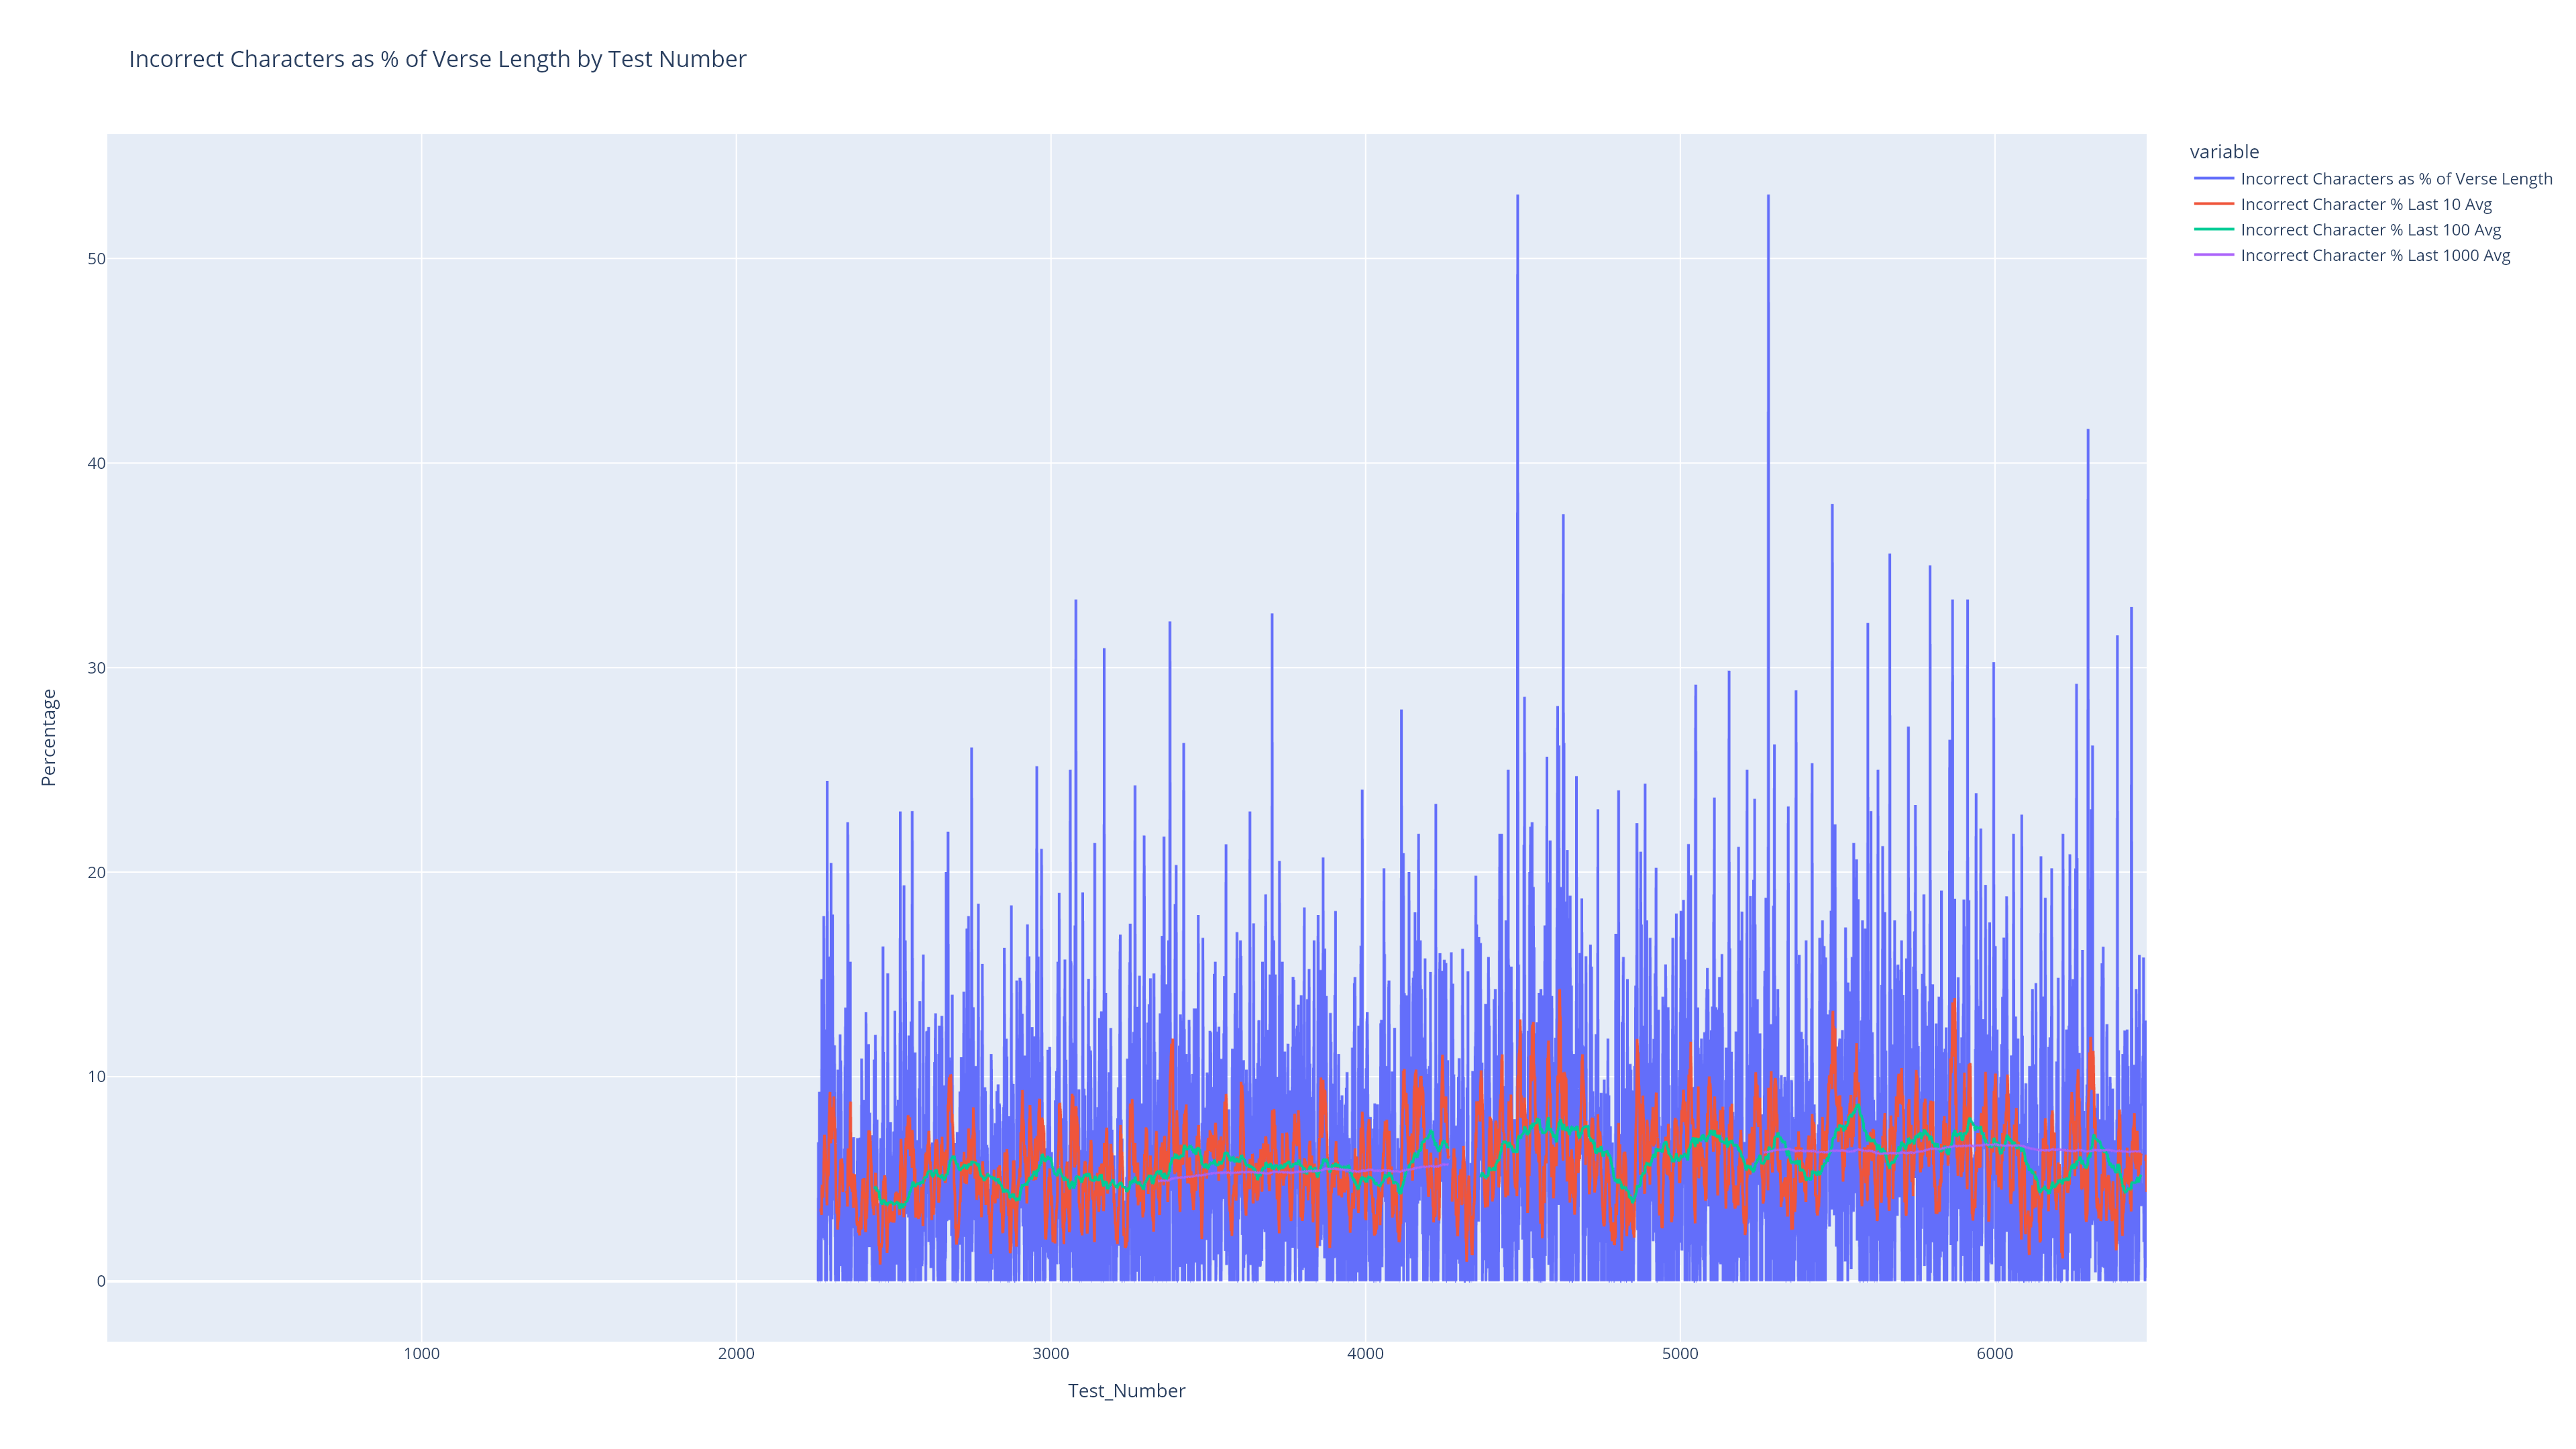 Incorrect Characters as % of Verse Length by Test Number
variable
Incorrect Characters as % of Verse Length
Incorrect Character % Last 10 Avg
Incorrect Character % Last 100 Avg
Incorrect Character % Last 1000 Avg
50
40
30
20
10
0
Percentage
1000
2000
3000
4000
5000
6000
Test_Number